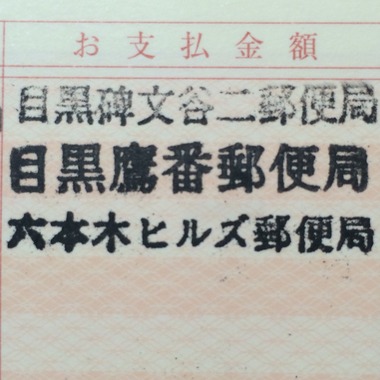 お支払金額
目黒碑文谷二郵便局
目黒鷹番郵便局
六本木ヒルズ郵便局